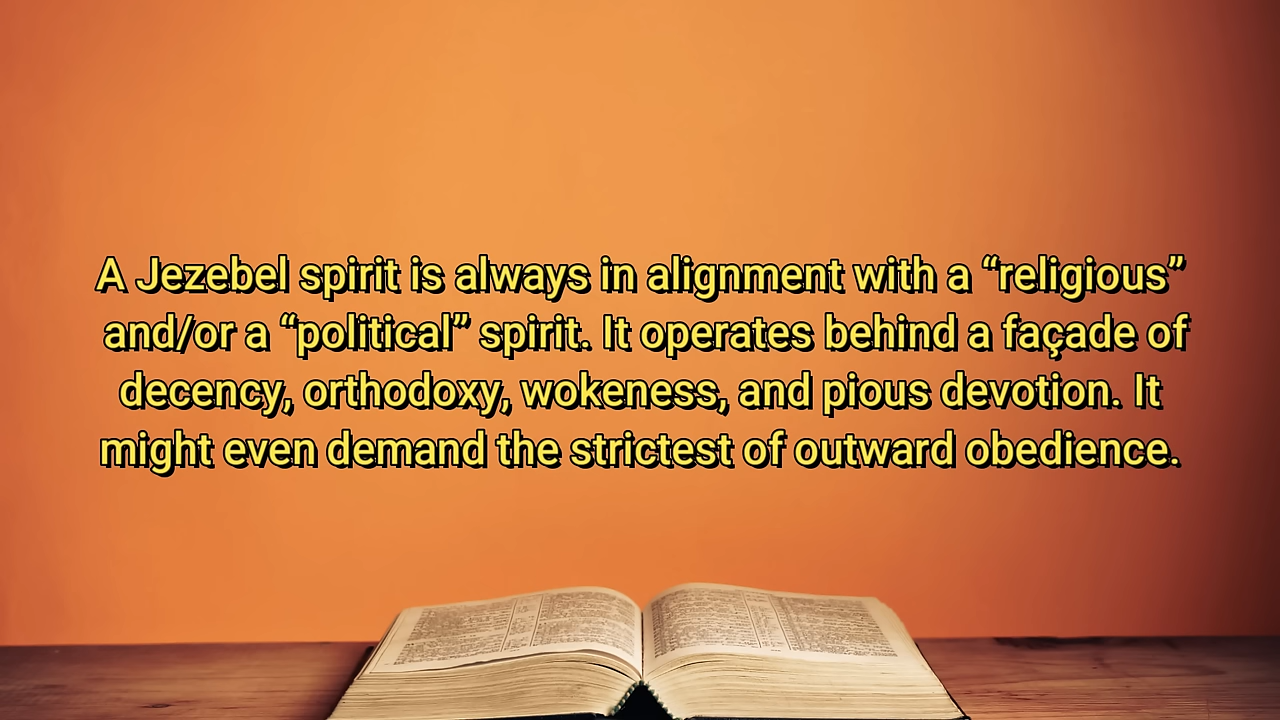 A Jezebel spirit is always in alignment with a “religious”
and/or a “political” spirit. It operates behind a façade of
decency, orthodoxy, wokeness, and pious devotion. It
might even demand the strictest of outward obedience.